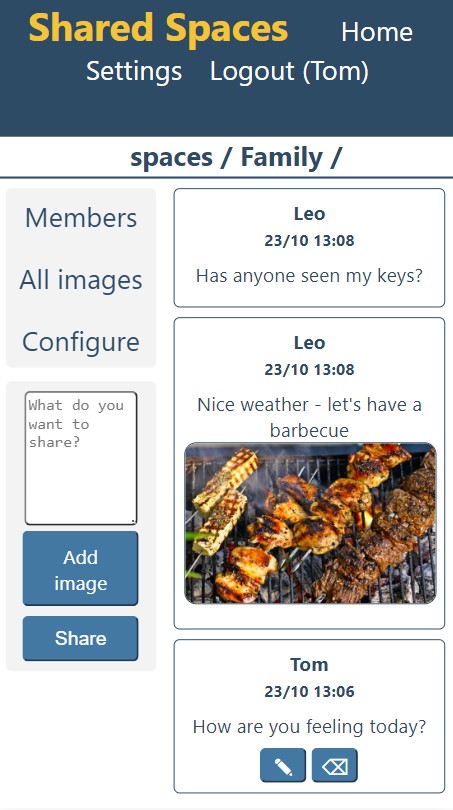 Shared Spaces Home
Settings Logout (Tom)
spaces / Family /
Members
All images
Configure
What do you
want to
share?
Add
image
Share
Leo
23/10 13:08
Has anyone seen my keys?
Leo
23/10 13:08
Nice weather - let's have a
barbecue
Tom
23/10 13:06
How are you feeling today?